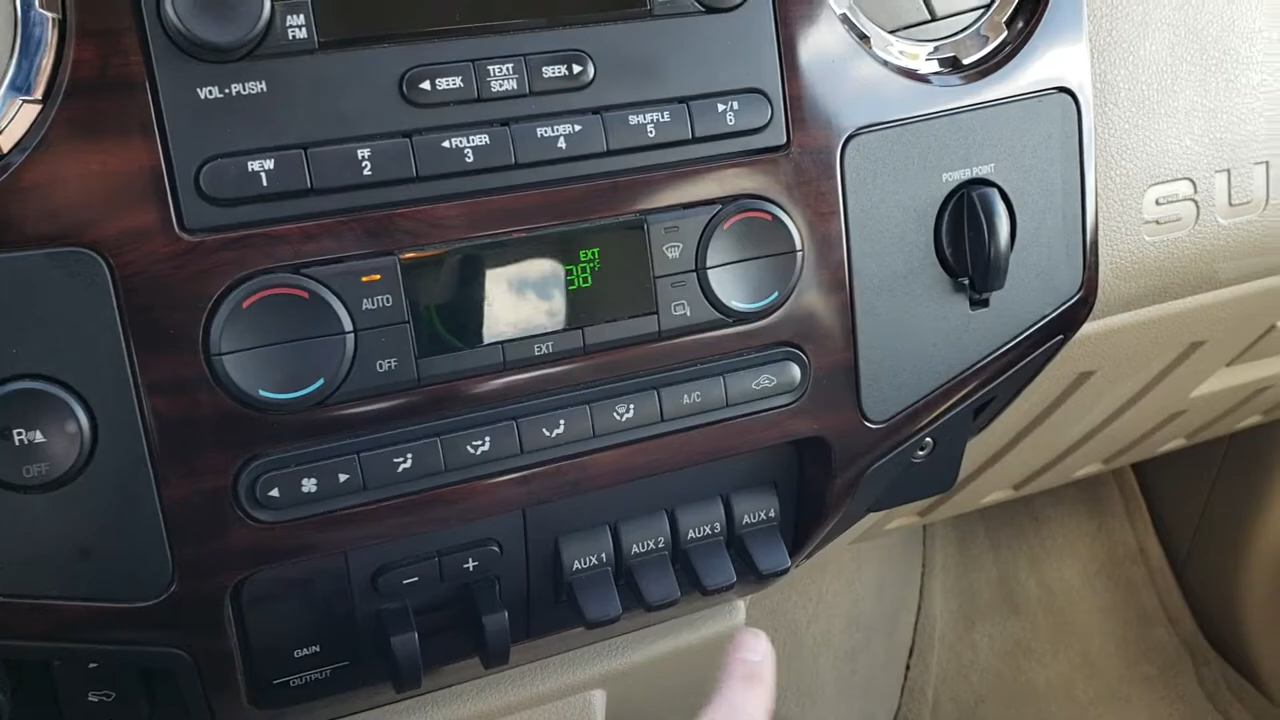 AM
FM
VOL•PUSH
◀ SEEK
TEXT
SCAN
SEEK ▶
REW
1
FF
2
◀FOLDER
3
FOLDER▶
4
SHUFFLE
5
▶/II
6
POWER POINT
SU
EXT
°F
AUTO
OFF
EXT
A/C
R
OFF
AUX 1
AUX 2
AUX 3
AUX 4
−
+
GAIN
OUTPUT